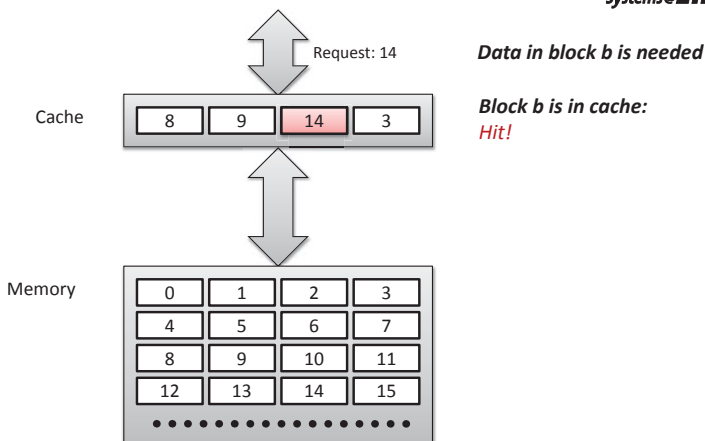 Request: 14
Data in block b is needed
Cache
8 9 14 3
Block b is in cache:
Hit!
Memory
0 1 2 3
4 5 6 7
8 9 10 11
12 13 14 15